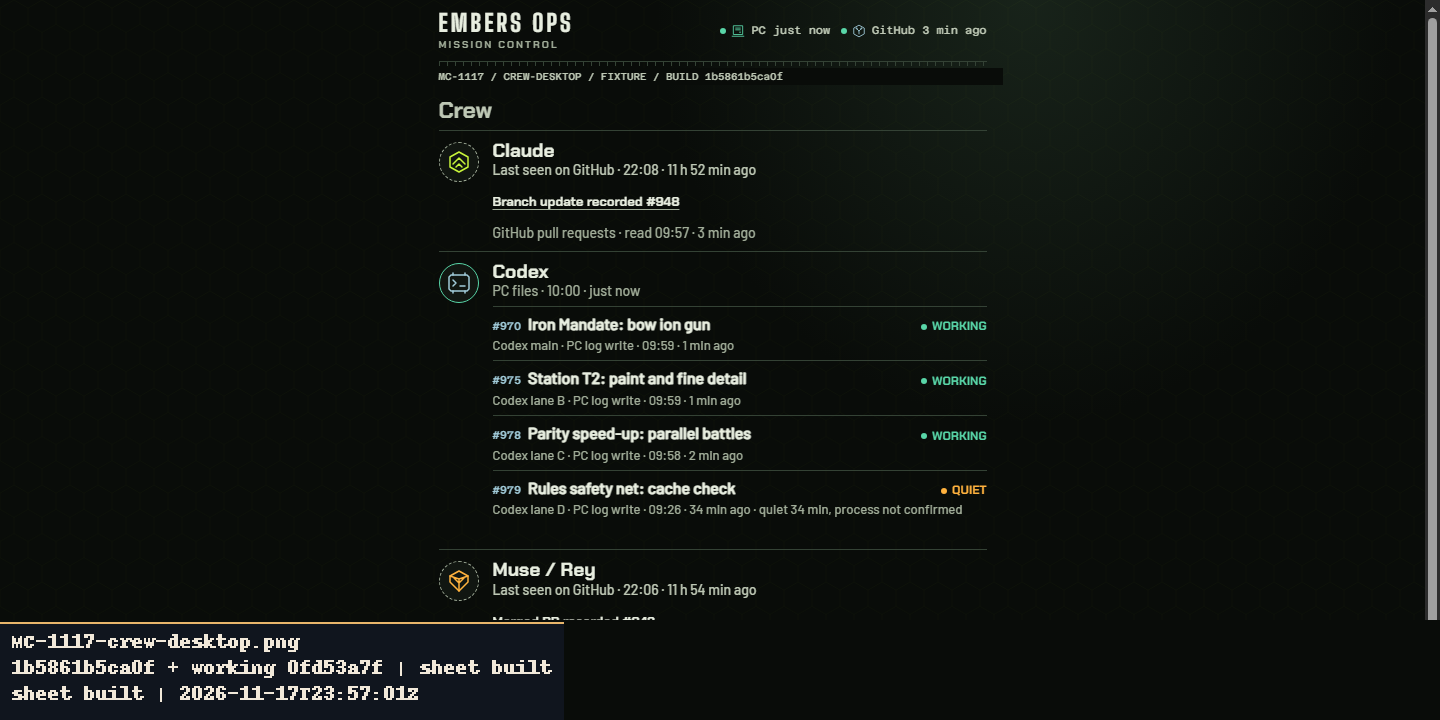 EMBERS OPS
MISSION CONTROL
PC just now
GitHub 3 min ago
MC-1117 / CREW-DESKTOP / FIXTURE / BUILD 1b5861b5ca0f
Crew
Claude
Last seen on GitHub · 22:08 · 11 h 52 min ago
Branch update recorded #948
GitHub pull requests · read 09:57 · 3 min ago
Codex
PC files · 10:00 · just now
#970 Iron Mandate: bow ion gun
WORKING
Codex main · PC log write · 09:59 · 1 min ago
#975 Station T2: paint and fine detail
WORKING
Codex lane B · PC log write · 09:59 · 1 min ago
#978 Parity speed-up: parallel battles
WORKING
Codex lane C · PC log write · 09:58 · 2 min ago
#979 Rules safety net: cache check
QUIET
Codex lane D · PC log write · 09:26 · 34 min ago · quiet 34 min, process not confirmed
Muse / Rey
Last seen on GitHub · 22:06 · 11 h 54 min ago
MC-1117-crew-desktop.png
1b5861b5ca0f + working 0fd53a7f | sheet built
sheet built | 2026-11-17T23:57:01Z